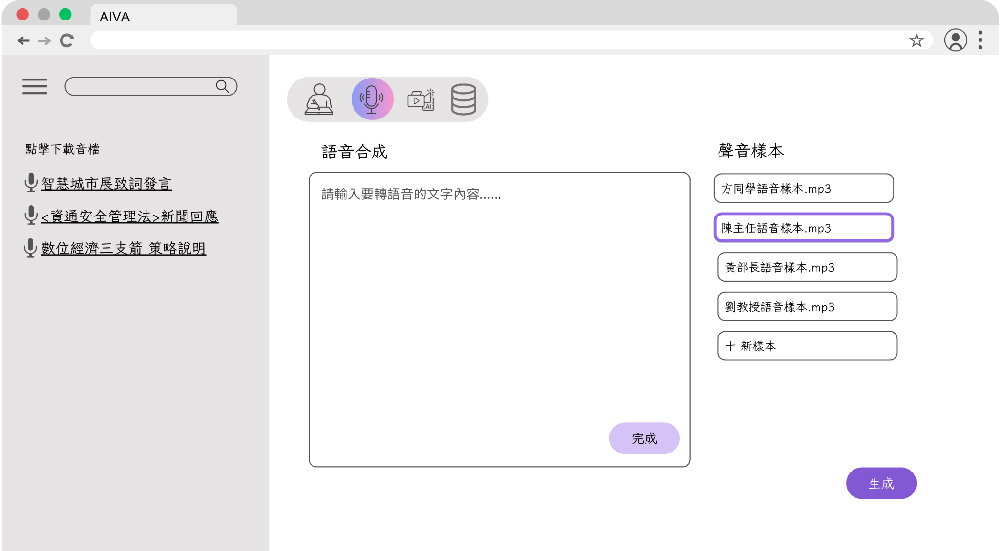 AIVA
點擊下載音檔
智慧城市展致詞發言
<資通安全管理法>新聞回應
數位經濟三支箭 策略說明
AI
語音合成
請輸入要轉語音的文字內容......
完成
聲音樣本
方同學語音樣本.mp3
陳主任語音樣本.mp3
黃部長語音樣本.mp3
劉教授語音樣本.mp3
十 新樣本
生成